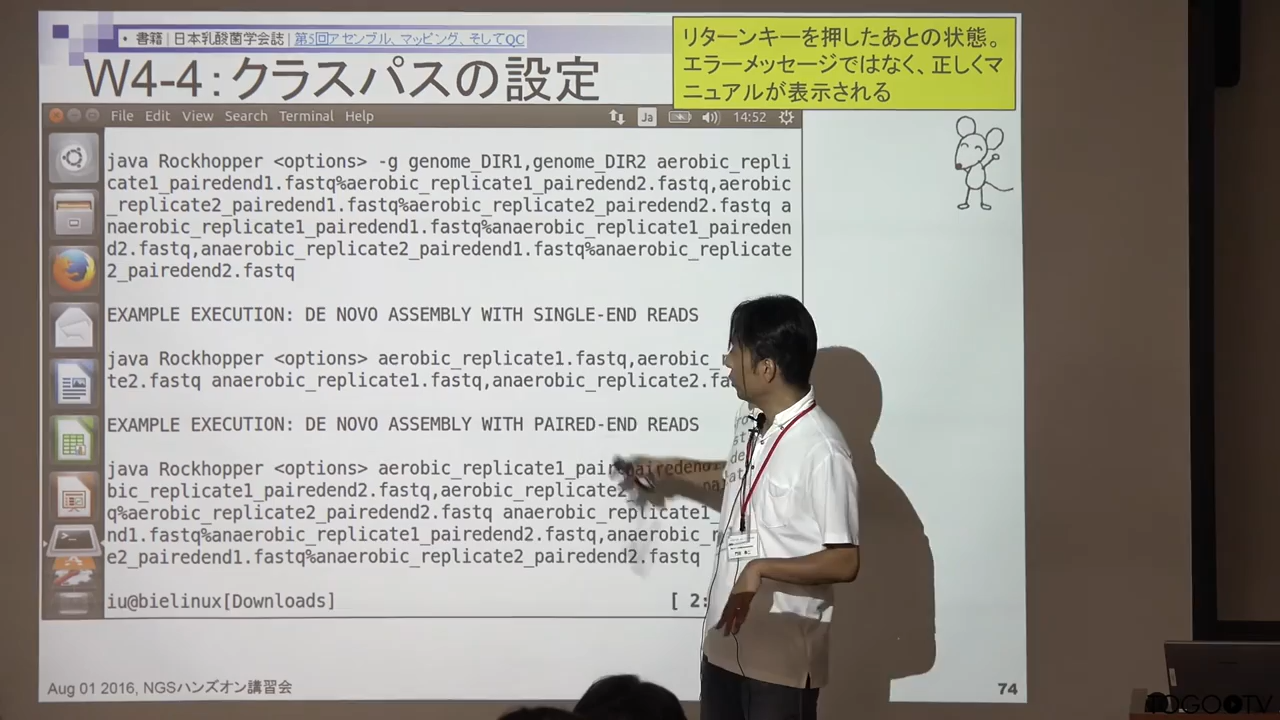 • 書籍 | 日本乳酸菌学会誌 | 第5回アセンブル、マッピング、そしてQC
W4-4：クラスパスの設定
リターンキーを押したあとの状態。
エラーメッセージではなく、正しくマ
ニュアルが表示される
File Edit View Search Terminal Help
Ja
14:52
java Rockhopper <options> -g genome_DIR1,genome_DIR2 aerobic_repli
cate1_pairedend1.fastq%aerobic_replicate1_pairedend2.fastq,aerobic
_replicate2_pairedend1.fastq%aerobic_replicate2_pairedend2.fastq a
naerobic_replicate1_pairedend1.fastq%anaerobic_replicate1_paireden
d2.fastq,anaerobic_replicate2_pairedend1.fastq%anaerobic_replicate
2_pairedend2.fastq
EXAMPLE EXECUTION: DE NOVO ASSEMBLY WITH SINGLE-END READS
java Rockhopper <options> aerobic_replicate1.fastq,aerobic_
te2.fastq anaerobic_replicate1.fastq,anaerobic_replicate2.fa
EXAMPLE EXECUTION: DE NOVO ASSEMBLY WITH PAIRED-END READS
java Rockhopper <options> aerobic_replicate1_pair
bic_replicate1_pairedend2.fastq,aerobic_replicate2_
q%aerobic_replicate2_pairedend2.fastq anaerobic_replicate1_
nd1.fastq%anaerobic_replicate1_pairedend2.fastq,anaerobic_r
e2_pairedend1.fastq%anaerobic_replicate2_pairedend2.fastq
iu@bielinux[Downloads] [ 2:
Aug 01 2016, NGSハンズオン講習会
74
TOGOTV